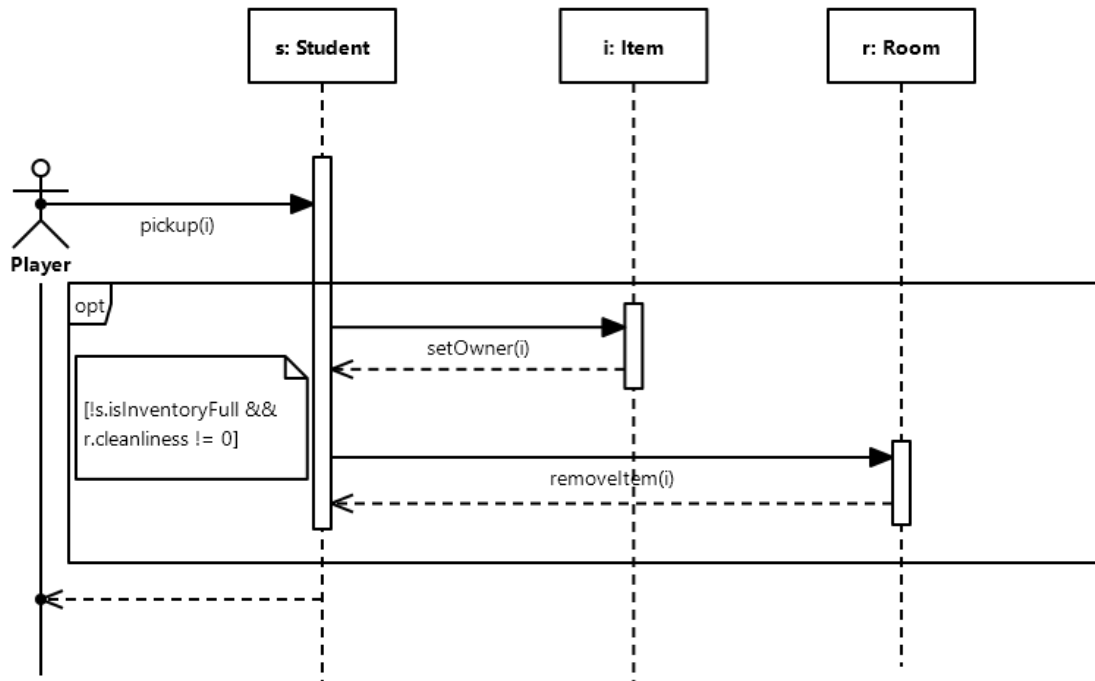 s: Student
i: Item
r: Room
pickup(i)
Player
opt
setOwner(i)
[!s.isInventoryFull &&
r.cleanliness != 0]
removeItem(i)